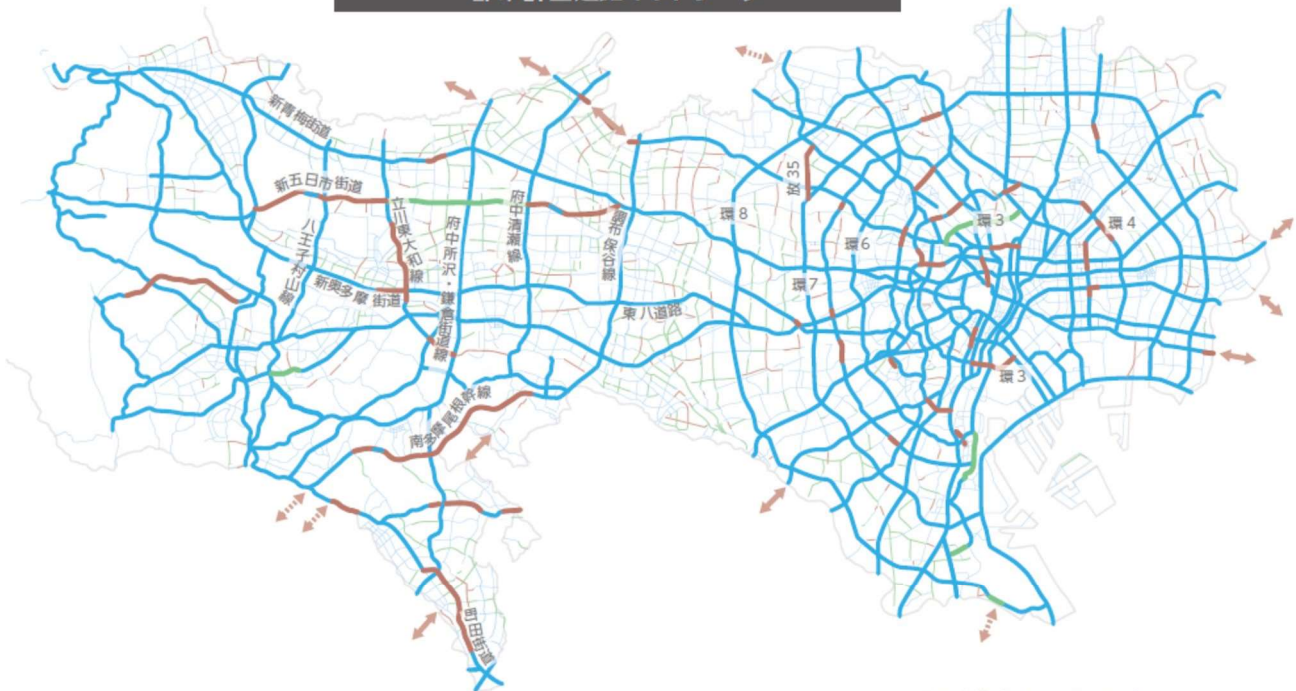 新青梅街道
新五日市街道
立川東大和線
八王子村山線
新奥多摩街道
府中所沢・鎌倉街道線
府中清瀬線
調布保谷線
東八道路
南多摩尾根幹線
町田街道
放35
環8
環7
環6
環3
環4
環3